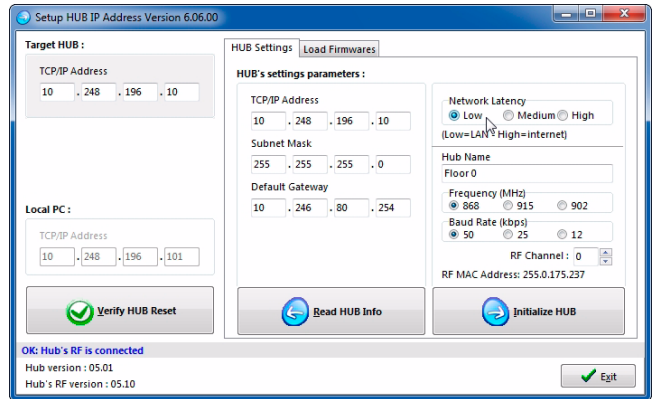 Setup HUB IP Address Version 6.06.00
Target HUB :
TCP/IP Address
10 . 248 . 196 . 10
Local PC :
TCP/IP Address
10 . 248 . 196 . 101
Verify HUB Reset
HUB Settings Load Firmwares
HUB's settings parameters :
TCP/IP Address
10 . 248 . 196 . 10
Subnet Mask
255 . 255 . 255 . 0
Default Gateway
10 . 246 . 80 . 254
Read HUB Info
Network Latency
Low Medium High
(Low=LAN - High=internet)
Hub Name
Floor 0
Frequency (MHz)
868 915 902
Baud Rate (kbps)
50 25 12
RF Channel : 0
RF MAC Address: 255.0.175.237
Initialize HUB
OK: Hub's RF is connected
Hub version : 05.01
Hub's RF version : 05.10
Exit